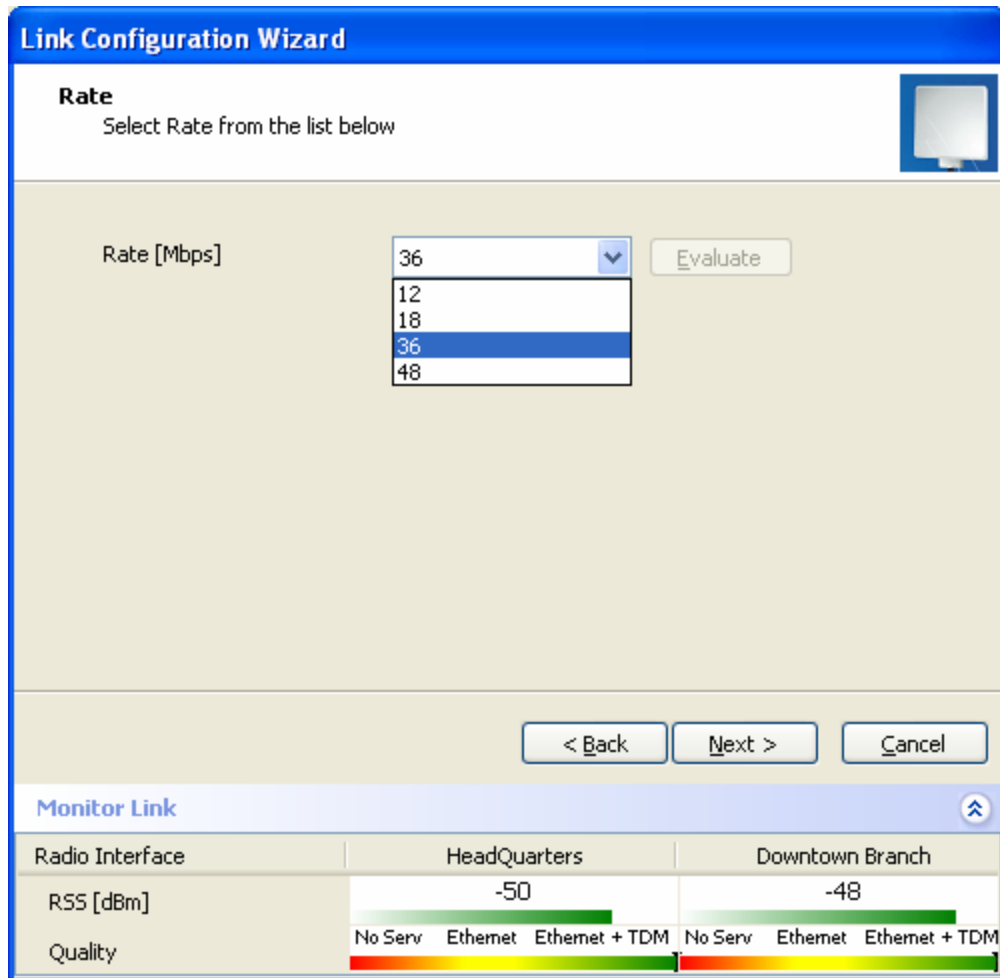 Link Configuration Wizard
Rate
Select Rate from the list below
Rate [Mbps] 36 Evaluate
12
18
36
48
< Back Next > Cancel
Monitor Link
Radio Interface HeadQuarters Downtown Branch
RSS [dBm] -50 -48
Quality No Serv Ethernet Ethernet + TDM No Serv Ethernet Ethernet + TDM